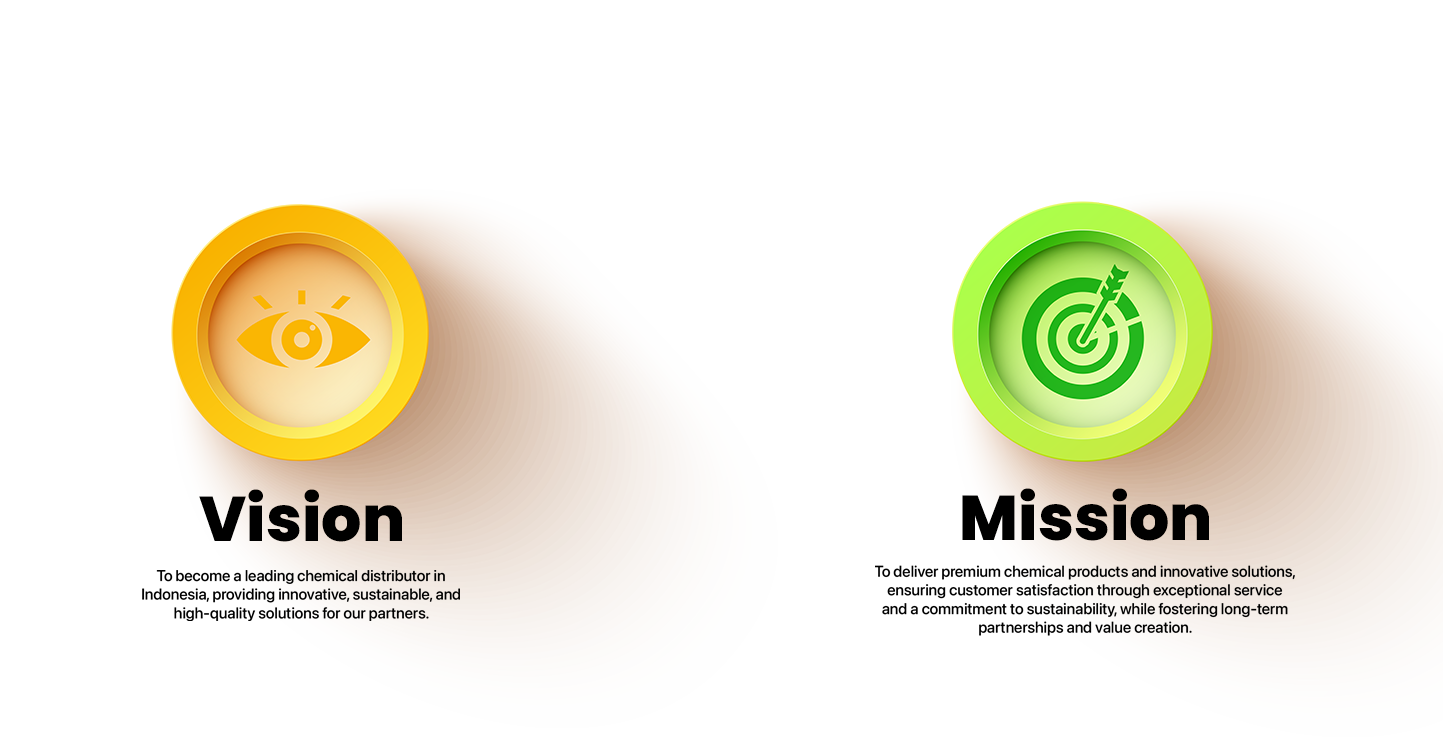 Vision
To become a leading chemical distributor in
Indonesia, providing innovative, sustainable, and
high-quality solutions for our partners.
Mission
To deliver premium chemical products and innovative solutions,
ensuring customer satisfaction through exceptional service
and a commitment to sustainability, while fostering long-term
partnerships and value creation.